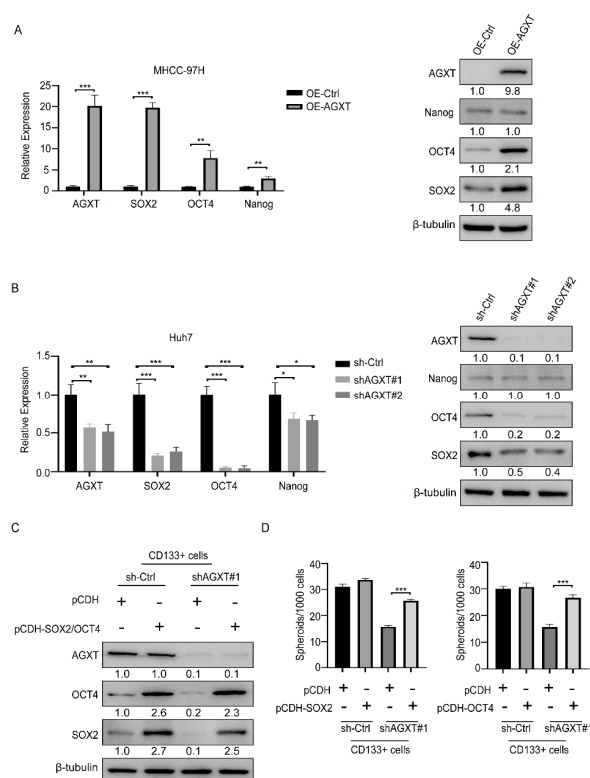 A
MHCC-97H
OE-Ctrl
OE-AGXT
Relative Expression
25
20
15
10
5
0
***
***
**
**
AGXT
SOX2
OCT4
Nanog
OE-Ctrl
OE-AGXT
AGXT
1.0 9.8
Nanog
1.0 1.0
OCT4
1.0 2.1
SOX2
1.0 4.8
β-tubulin
B
Huh7
sh-Ctrl
shAGXT#1
shAGXT#2
Relative Expression
1.5
1.0
0.5
0.0
** *** *** *
** *** *** *
AGXT
SOX2
OCT4
Nanog
sh-Ctrl
shAGXT#1
shAGXT#2
AGXT
1.0 0.1 0.1
Nanog
1.0 1.0 1.0
OCT4
1.0 0.2 0.2
SOX2
1.0 0.5 0.4
β-tubulin
C
CD133+ cells
sh-Ctrl shAGXT#1
pCDH + - + -
pCDH-SOX2/OCT4 - + - +
AGXT
1.0 1.0 0.1 0.1
OCT4
1.0 2.6 0.2 2.3
SOX2
1.0 2.7 0.1 2.5
β-tubulin
D
Spheroids/1000 cells
40
30
20
10
0
***
pCDH + - + -
pCDH-SOX2 - + - +
sh-Ctrl shAGXT#1
CD133+ cells
Spheroids/1000 cells
40
30
20
10
0
***
pCDH + - + -
pCDH-OCT4 - + - +
sh-Ctrl shAGXT#1
CD133+ cells